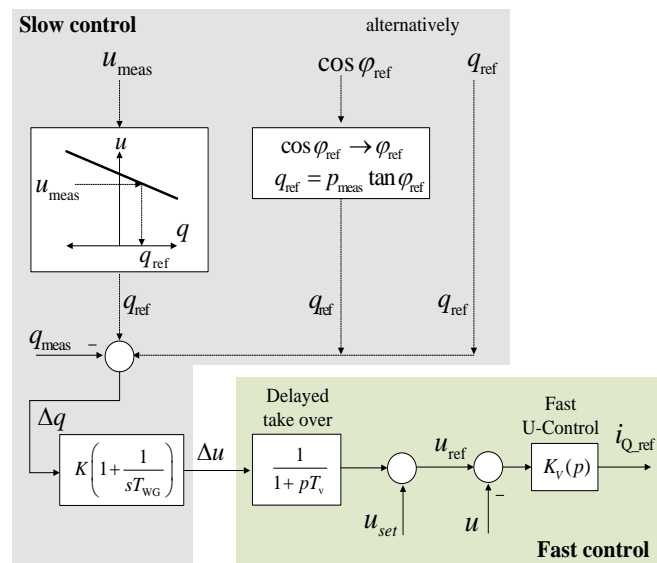 Slow control
alternatively
u_meas
cos φ_ref
q_ref
u
u_meas
q
q_ref
cos φ_ref → φ_ref
q_ref = p_meas tan φ_ref
q_ref
q_ref
q_ref
q_meas
−
Δq
K(1 + 1/(sT_WG))
Δu
Delayed
take over
1/(1 + pT_v)
u_set
u_ref
u
−
Fast
U-Control
K_V(p)
i_Q_ref
Fast control